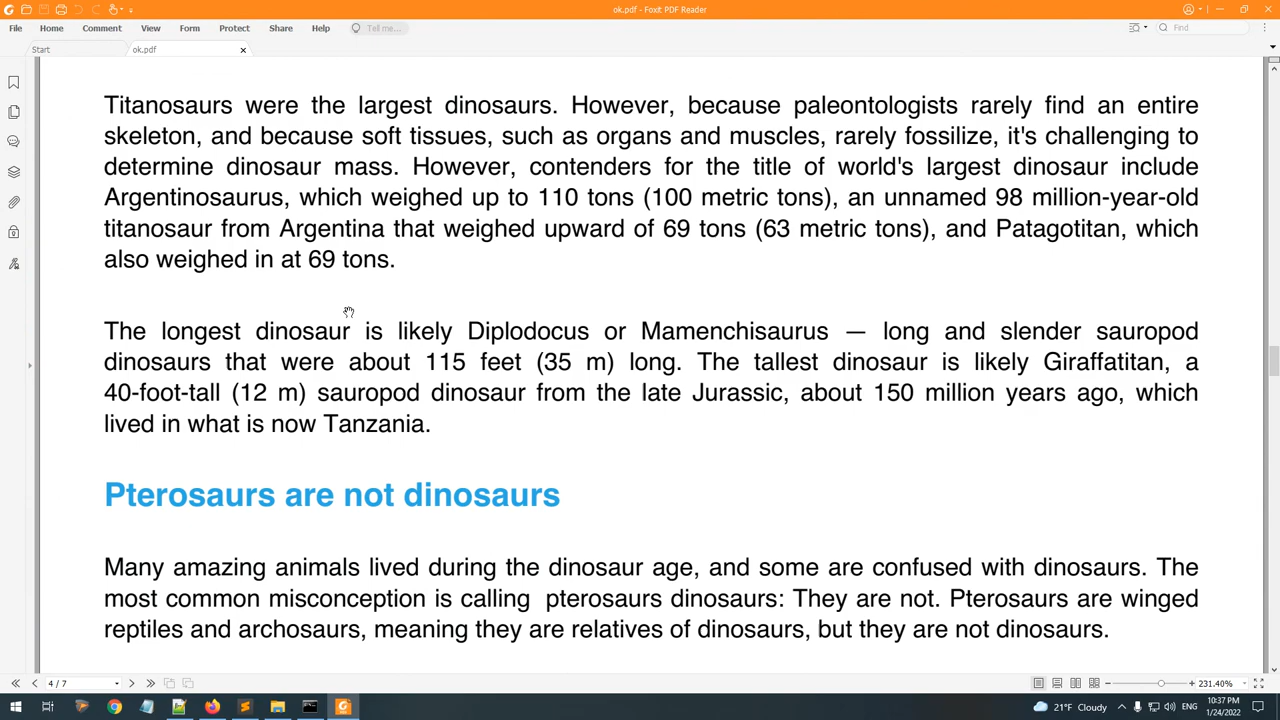 ok.pdf - Foxit PDF Reader
File Home Comment View Form Protect Share Help Tell me... Find
Start ok.pdf
Titanosaurs were the largest dinosaurs. However, because paleontologists rarely find an entire
skeleton, and because soft tissues, such as organs and muscles, rarely fossilize, it's challenging to
determine dinosaur mass. However, contenders for the title of world's largest dinosaur include
Argentinosaurus, which weighed up to 110 tons (100 metric tons), an unnamed 98 million-year-old
titanosaur from Argentina that weighed upward of 69 tons (63 metric tons), and Patagotitan, which
also weighed in at 69 tons.
The longest dinosaur is likely Diplodocus or Mamenchisaurus — long and slender sauropod
dinosaurs that were about 115 feet (35 m) long. The tallest dinosaur is likely Giraffatitan, a
40-foot-tall (12 m) sauropod dinosaur from the late Jurassic, about 150 million years ago, which
lived in what is now Tanzania.
Pterosaurs are not dinosaurs
Many amazing animals lived during the dinosaur age, and some are confused with dinosaurs. The
most common misconception is calling pterosaurs dinosaurs: They are not. Pterosaurs are winged
reptiles and archosaurs, meaning they are relatives of dinosaurs, but they are not dinosaurs.
4 / 7 231.40%
21°F Cloudy ENG 10:37 PM
1/24/2022